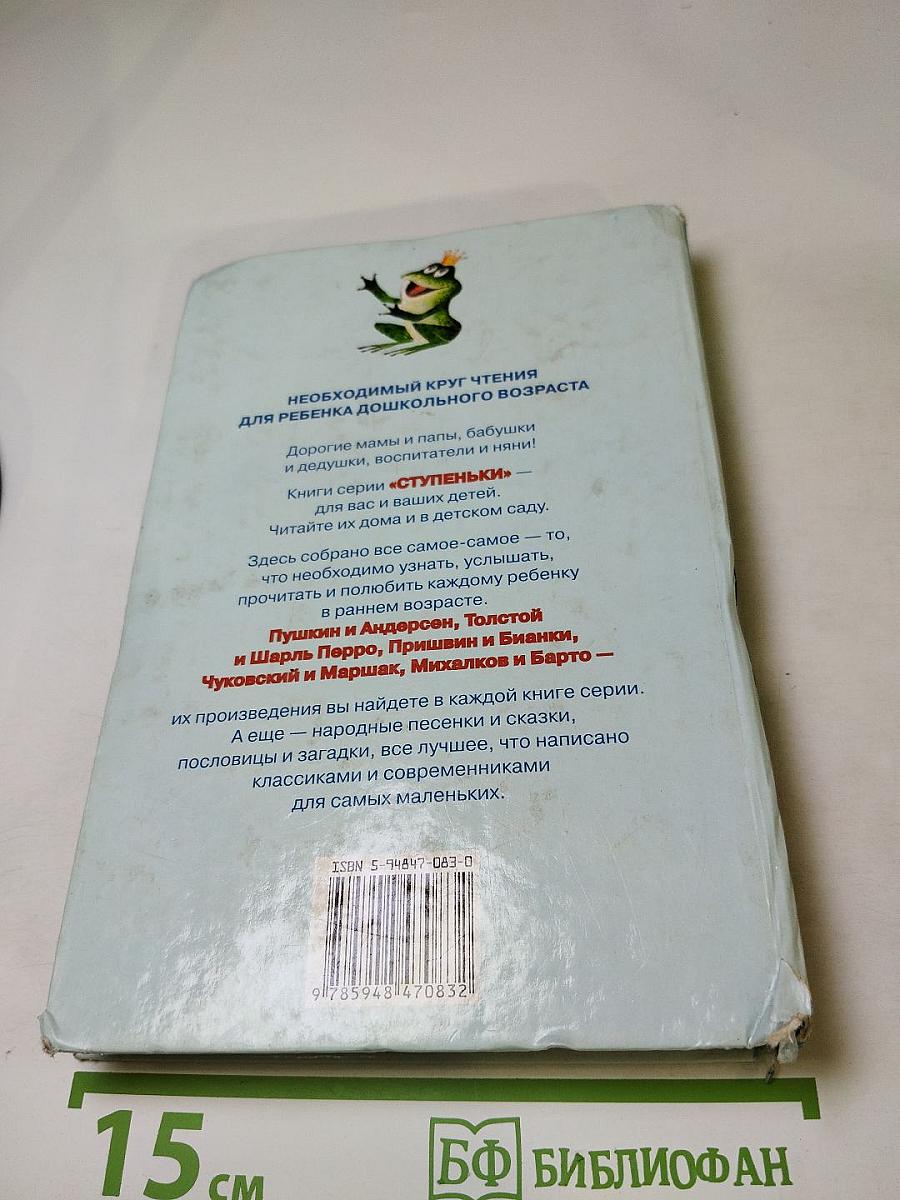 НЕОБХОДИМЫЙ КРУГ ЧТЕНИЯ
ДЛЯ РЕБЕНКА ДОШКОЛЬНОГО ВОЗРАСТА
Дорогие мамы и папы, бабушки
и дедушки, воспитатели и няни!
Книги серии «СТУПЕНЬКИ» —
для вас и ваших детей.
Читайте их дома и в детском саду.
Здесь собрано все самое-самое — то,
что необходимо узнать, услышать,
прочитать и полюбить каждому ребенку
в раннем возрасте.
Пушкин и Андерсен, Толстой
и Шарль Перро, Пришвин и Бианки,
Чуковский и Маршак, Михалков и Барто —
их произведения вы найдете в каждой книге серии.
А еще — народные песенки и сказки,
пословицы и загадки, все лучшее, что написано
классиками и современниками
для самых маленьких.
ISBN 5-94847-083-0
9 785948 470832
15 см
БФ БИБЛИОФАН